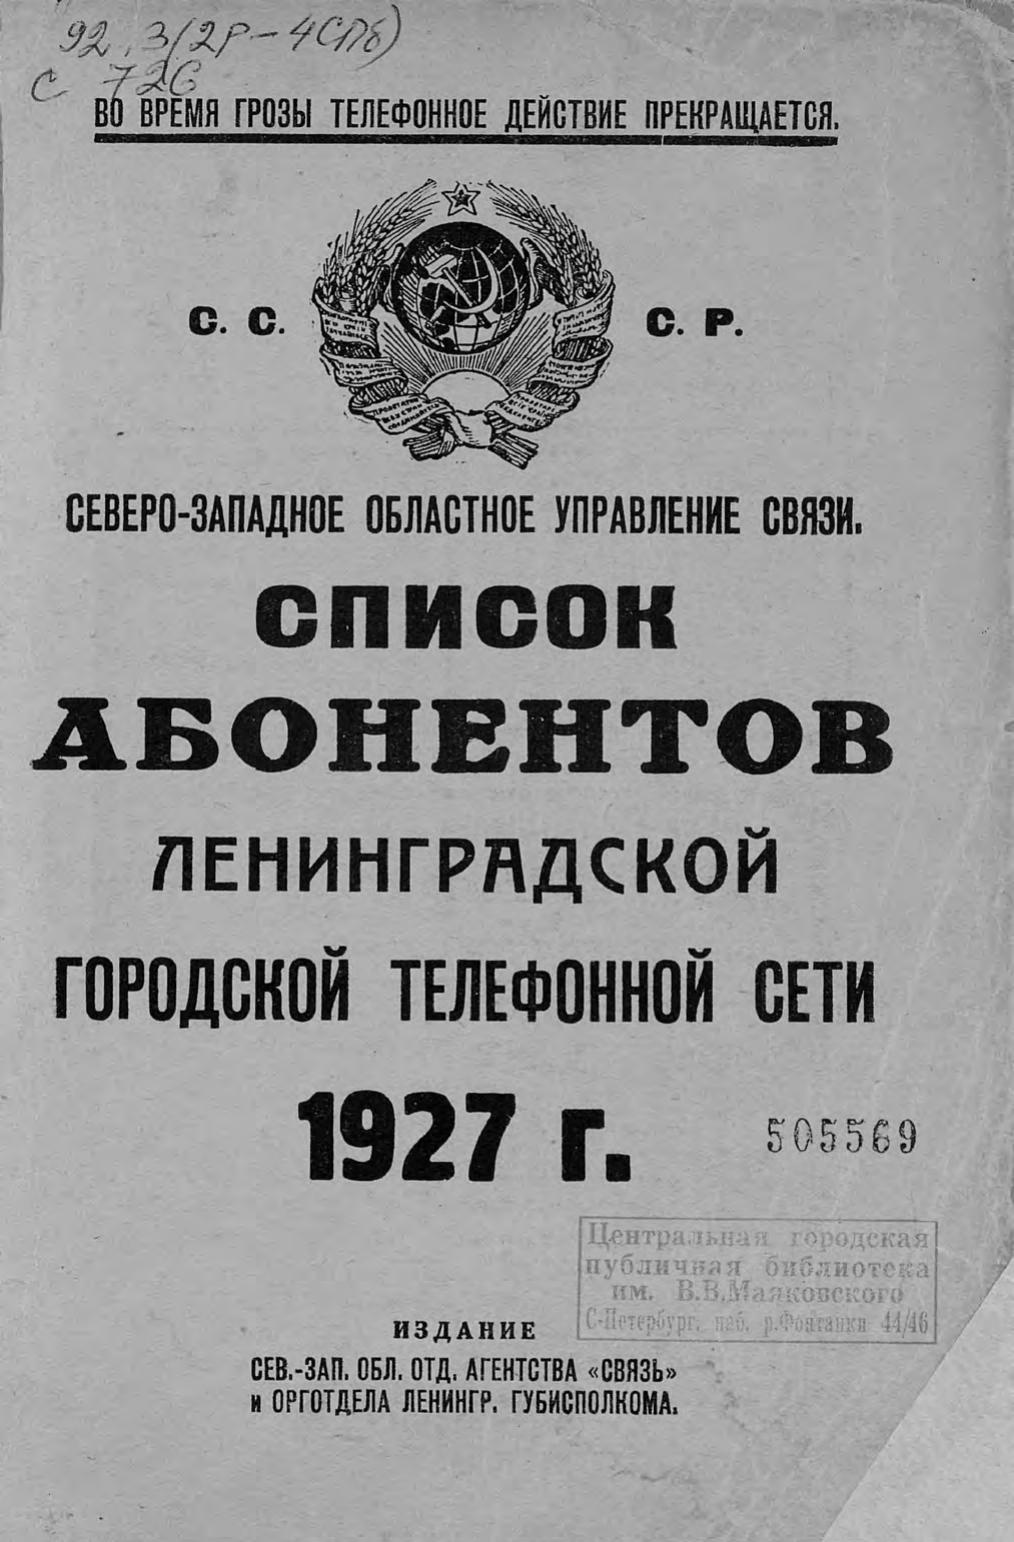 92.3(2Р-4СПб)
С 726
ВО ВРЕМЯ ГРОЗЫ ТЕЛЕФОННОЕ ДЕЙСТВИЕ ПРЕКРАЩАЕТСЯ.
С. С. С. Р.
СЕВЕРО-ЗАПАДНОЕ ОБЛАСТНОЕ УПРАВЛЕНИЕ СВЯЗИ.
СПИСОК
АБОНЕНТОВ
ЛЕНИНГРАДСКОЙ
ГОРОДСКОЙ ТЕЛЕФОННОЙ СЕТИ
1927 г.
505569
Центральная городская
публичная библиотека
им. В.В.Маяковского
С-Петербург, наб. р.Фонтанки 44/46
ИЗДАНИЕ
СЕВ.-ЗАП. ОБЛ. ОТД. АГЕНТСТВА «СВЯЗЬ»
и ОРГОТДЕЛА ЛЕНИНГР. ГУБИСПОЛКОМА.